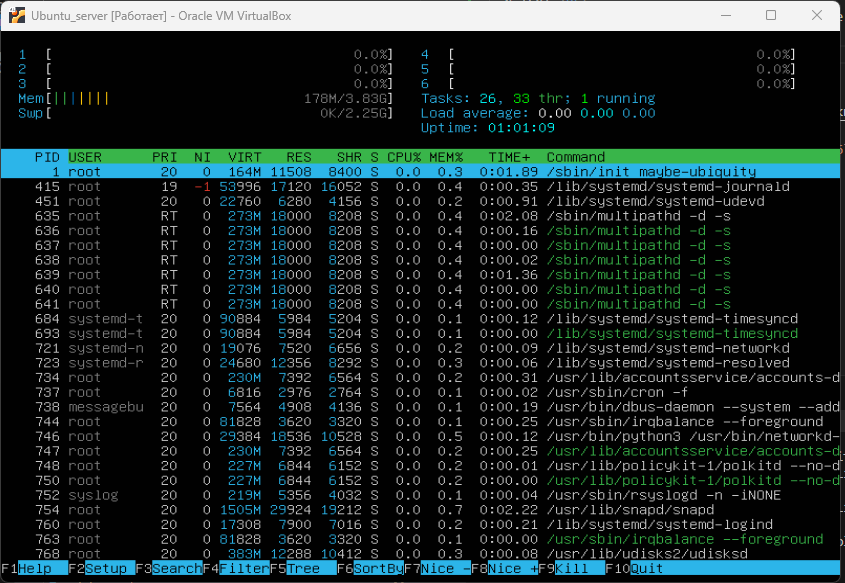 Ubuntu_server [Работает] - Oracle VM VirtualBox
1 [ 0.0%] 4 [ 0.0%]
2 [ 0.0%] 5 [ 0.0%]
3 [ 0.0%] 6 [ 0.0%]
Mem[||||||| 178M/3.83G] Tasks: 26, 33 thr; 1 running
Swp[ 0K/2.25G] Load average: 0.00 0.00 0.00
Uptime: 01:01:09
PID USER PRI NI VIRT RES SHR S CPU% MEM% TIME+ Command
1 root 20 0 164M 11508 8400 S 0.0 0.3 0:01.89 /sbin/init maybe-ubiquity
415 root 19 -1 53996 17120 16052 S 0.0 0.4 0:00.35 /lib/systemd/systemd-journald
451 root 20 0 22760 6280 4156 S 0.0 0.2 0:00.91 /lib/systemd/systemd-udevd
635 root RT 0 273M 18000 8208 S 0.0 0.4 0:02.08 /sbin/multipathd -d -s
636 root RT 0 273M 18000 8208 S 0.0 0.4 0:00.16 /sbin/multipathd -d -s
637 root RT 0 273M 18000 8208 S 0.0 0.4 0:00.00 /sbin/multipathd -d -s
638 root RT 0 273M 18000 8208 S 0.0 0.4 0:00.02 /sbin/multipathd -d -s
639 root RT 0 273M 18000 8208 S 0.0 0.4 0:01.36 /sbin/multipathd -d -s
640 root RT 0 273M 18000 8208 S 0.0 0.4 0:00.00 /sbin/multipathd -d -s
641 root RT 0 273M 18000 8208 S 0.0 0.4 0:00.00 /sbin/multipathd -d -s
684 systemd-t 20 0 90884 5984 5204 S 0.0 0.1 0:00.12 /lib/systemd/systemd-timesyncd
693 systemd-t 20 0 90884 5984 5204 S 0.0 0.1 0:00.00 /lib/systemd/systemd-timesyncd
721 systemd-n 20 0 19076 7520 6656 S 0.0 0.2 0:00.09 /lib/systemd/systemd-networkd
723 systemd-r 20 0 24680 12356 8292 S 0.0 0.3 0:00.06 /lib/systemd/systemd-resolved
734 root 20 0 230M 7392 6564 S 0.0 0.2 0:00.31 /usr/lib/accountsservice/accounts-d
737 root 20 0 6816 2976 2764 S 0.0 0.1 0:00.02 /usr/sbin/cron -f
738 messagebu 20 0 7564 4908 4136 S 0.0 0.1 0:00.19 /usr/bin/dbus-daemon --system --add
744 root 20 0 81828 3620 3320 S 0.0 0.1 0:00.25 /usr/sbin/irqbalance --foreground
746 root 20 0 29384 18536 10528 S 0.0 0.5 0:00.12 /usr/bin/python3 /usr/bin/networkd-
747 root 20 0 230M 7392 6564 S 0.0 0.2 0:00.25 /usr/lib/accountsservice/accounts-d
748 root 20 0 227M 6844 6152 S 0.0 0.2 0:00.01 /usr/lib/policykit-1/polkitd --no-d
750 root 20 0 227M 6844 6152 S 0.0 0.2 0:00.00 /usr/lib/policykit-1/polkitd --no-d
752 syslog 20 0 219M 5356 4032 S 0.0 0.1 0:00.04 /usr/sbin/rsyslogd -n -iNONE
754 root 20 0 1505M 29924 19212 S 0.0 0.7 0:02.22 /usr/lib/snapd/snapd
760 root 20 0 17308 7900 7016 S 0.0 0.2 0:00.21 /lib/systemd/systemd-logind
763 root 20 0 81828 3620 3320 S 0.0 0.1 0:00.00 /usr/sbin/irqbalance --foreground
768 root 20 0 383M 12288 10412 S 0.0 0.3 0:00.08 /usr/lib/udisks2/udisksd
F1Help F2Setup F3SearchF4FilterF5Tree F6SortByF7Nice -F8Nice +F9Kill F10Quit